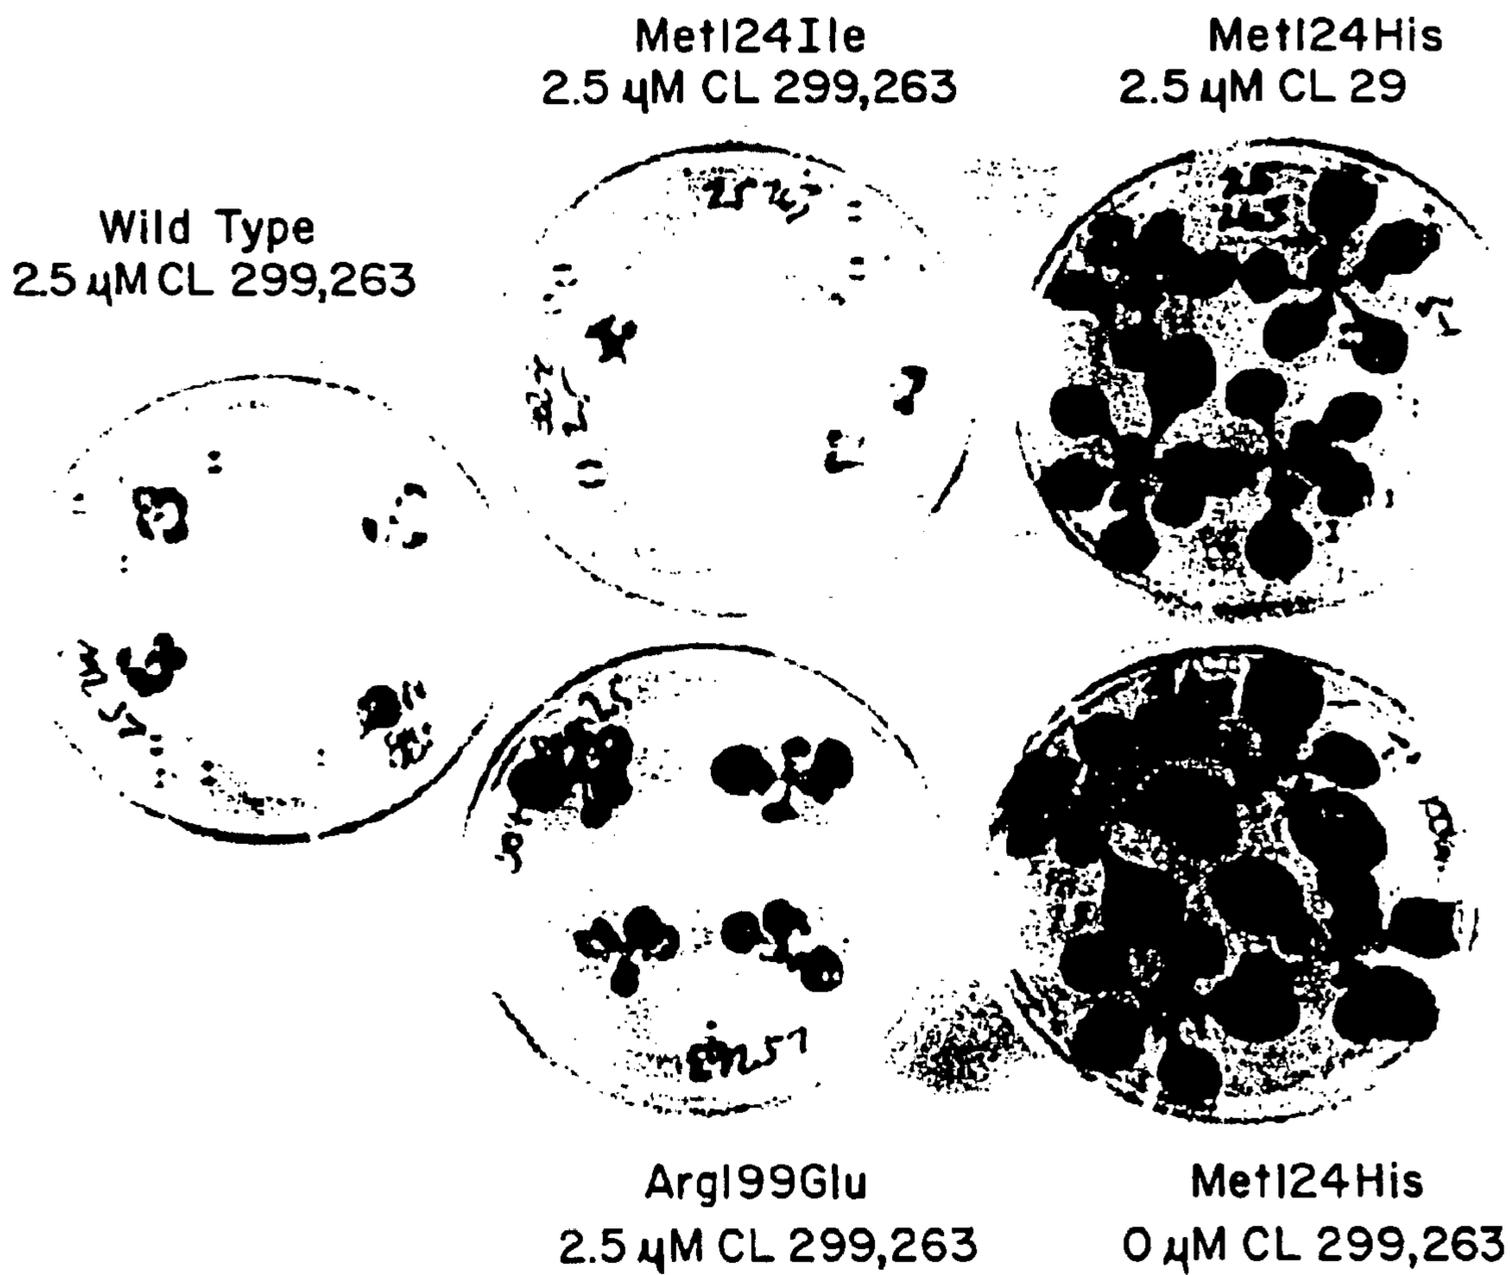 Met124Ile
2.5 µM CL 299,263
Met124His
2.5 µM CL 29
Wild Type
2.5 µM CL 299,263
Arg199Glu
2.5 µM CL 299,263
Met124His
0 µM CL 299,263